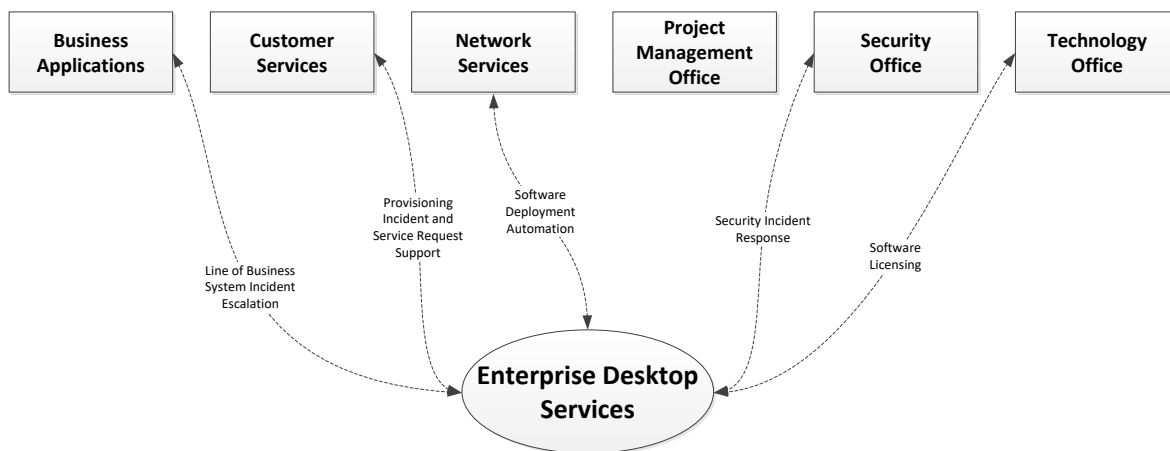 Business
Applications
Customer
Services
Network
Services
Project
Management
Office
Security
Office
Technology
Office
Provisioning
Incident and
Service Request
Support
Software
Deployment
Automation
Security Incident
Response
Software
Licensing
Line of Business
System Incident
Escalation
Enterprise Desktop
Services